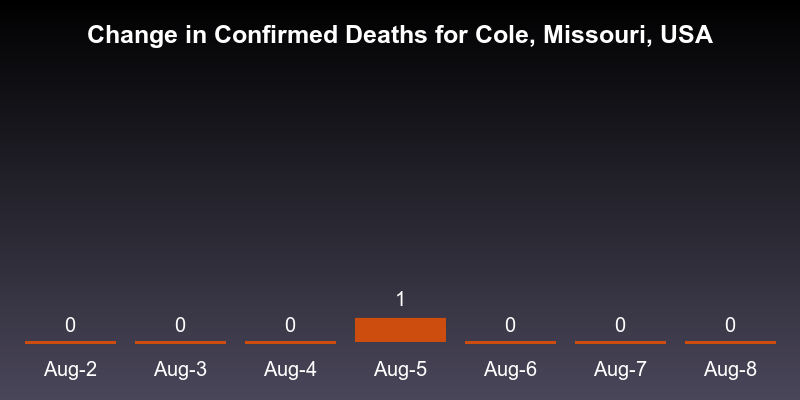 Change in Confirmed Deaths for Cole, Missouri, USA
1
0 0 0 0 0 0
Aug-2 Aug-3 Aug-4 Aug-5 Aug-6 Aug-7 Aug-8